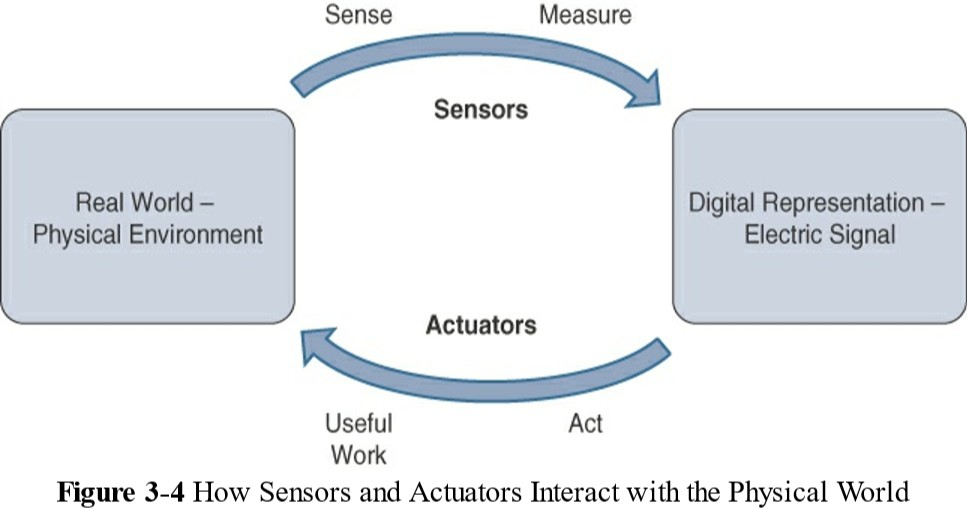 Sense
Measure
Sensors
Real World –
Physical Environment
Digital Representation –
Electric Signal
Actuators
Useful
Work
Act
Figure 3-4 How Sensors and Actuators Interact with the Physical World